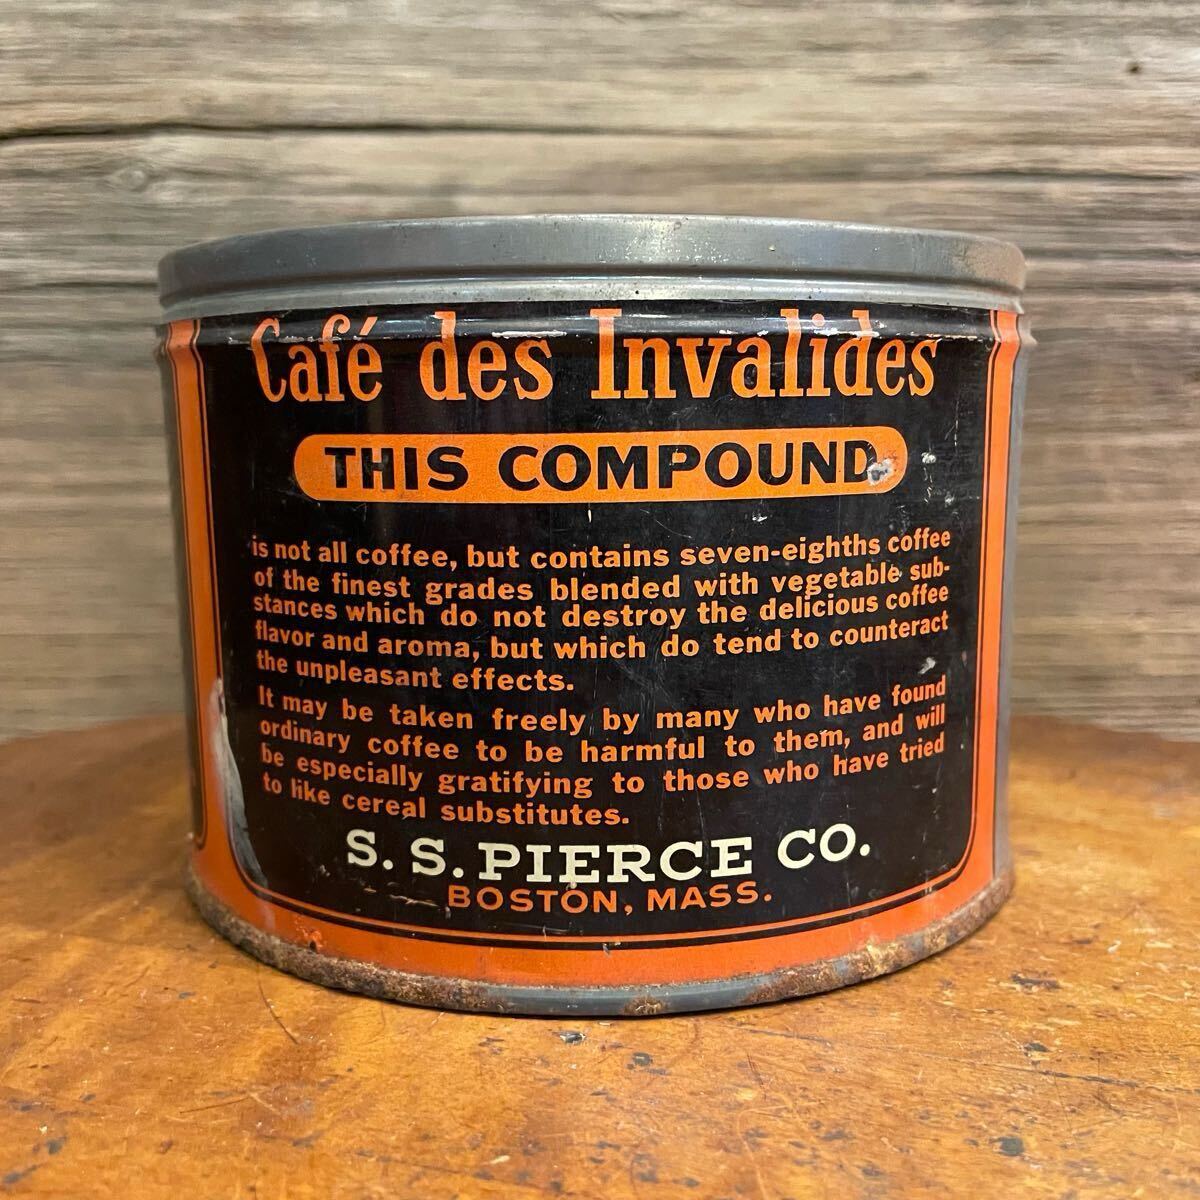 Café des Invalides
THIS COMPOUND
is not all coffee, but contains seven-eighths coffee
of the finest grades blended with vegetable sub-
stances which do not destroy the delicious coffee
flavor and aroma, but which do tend to counteract
the unpleasant effects.
It may be taken freely by many who have found
ordinary coffee to be harmful to them, and will
be especially gratifying to those who have tried
to like cereal substitutes.
S. S. PIERCE CO.
BOSTON, MASS.